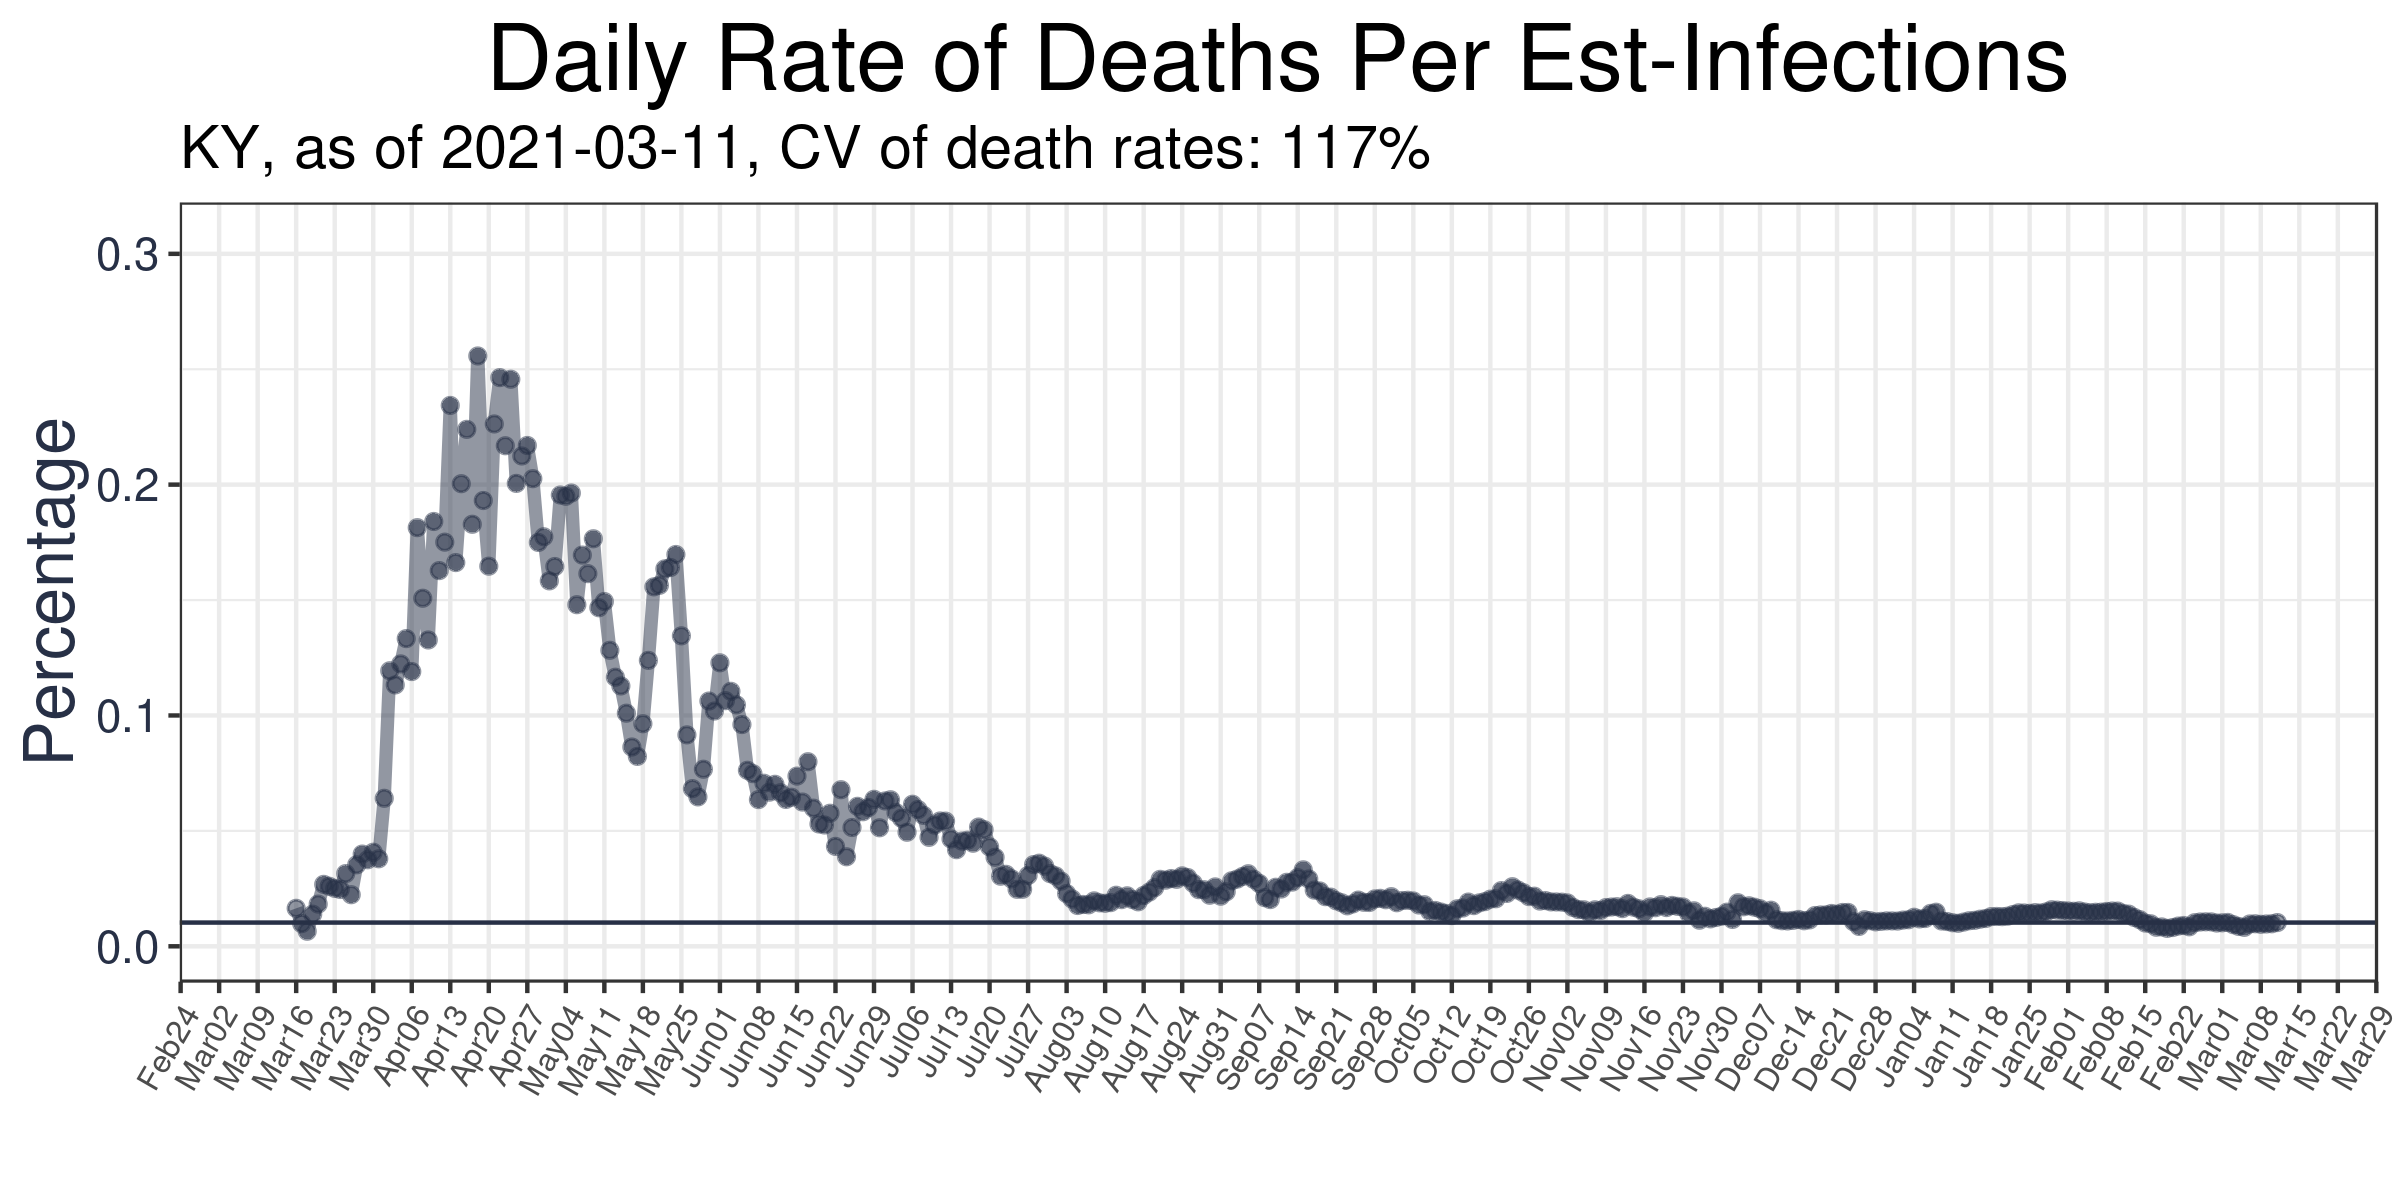 Daily Rate of Deaths Per Est-Infections
KY, as of 2021-03-11, CV of death rates: 117%
Percentage
0.3
0.2
0.1
0.0
Feb24
Mar02
Mar09
Mar16
Mar23
Mar30
Apr06
Apr13
Apr20
Apr27
May04
May11
May18
May25
Jun01
Jun08
Jun15
Jun22
Jun29
Jul06
Jul13
Jul20
Jul27
Aug03
Aug10
Aug17
Aug24
Aug31
Sep07
Sep14
Sep21
Sep28
Oct05
Oct12
Oct19
Oct26
Nov02
Nov09
Nov16
Nov23
Nov30
Dec07
Dec14
Dec21
Dec28
Jan04
Jan11
Jan18
Jan25
Feb01
Feb08
Feb15
Feb22
Mar01
Mar08
Mar15
Mar22
Mar29